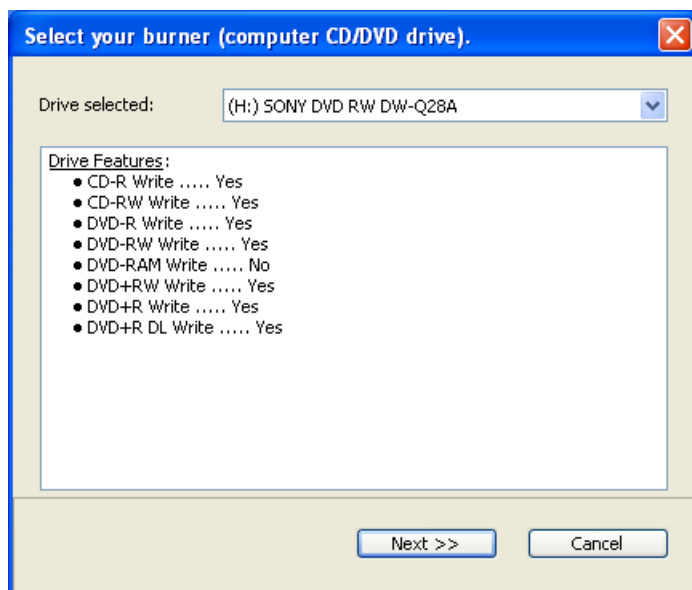 Select your burner (computer CD/DVD drive).
Drive selected: (H:) SONY DVD RW DW-Q28A
Drive Features:
● CD-R Write ..... Yes
● CD-RW Write ..... Yes
● DVD-R Write ..... Yes
● DVD-RW Write ..... Yes
● DVD-RAM Write ..... No
● DVD+RW Write ..... Yes
● DVD+R Write ..... Yes
● DVD+R DL Write ..... Yes
Next >> Cancel